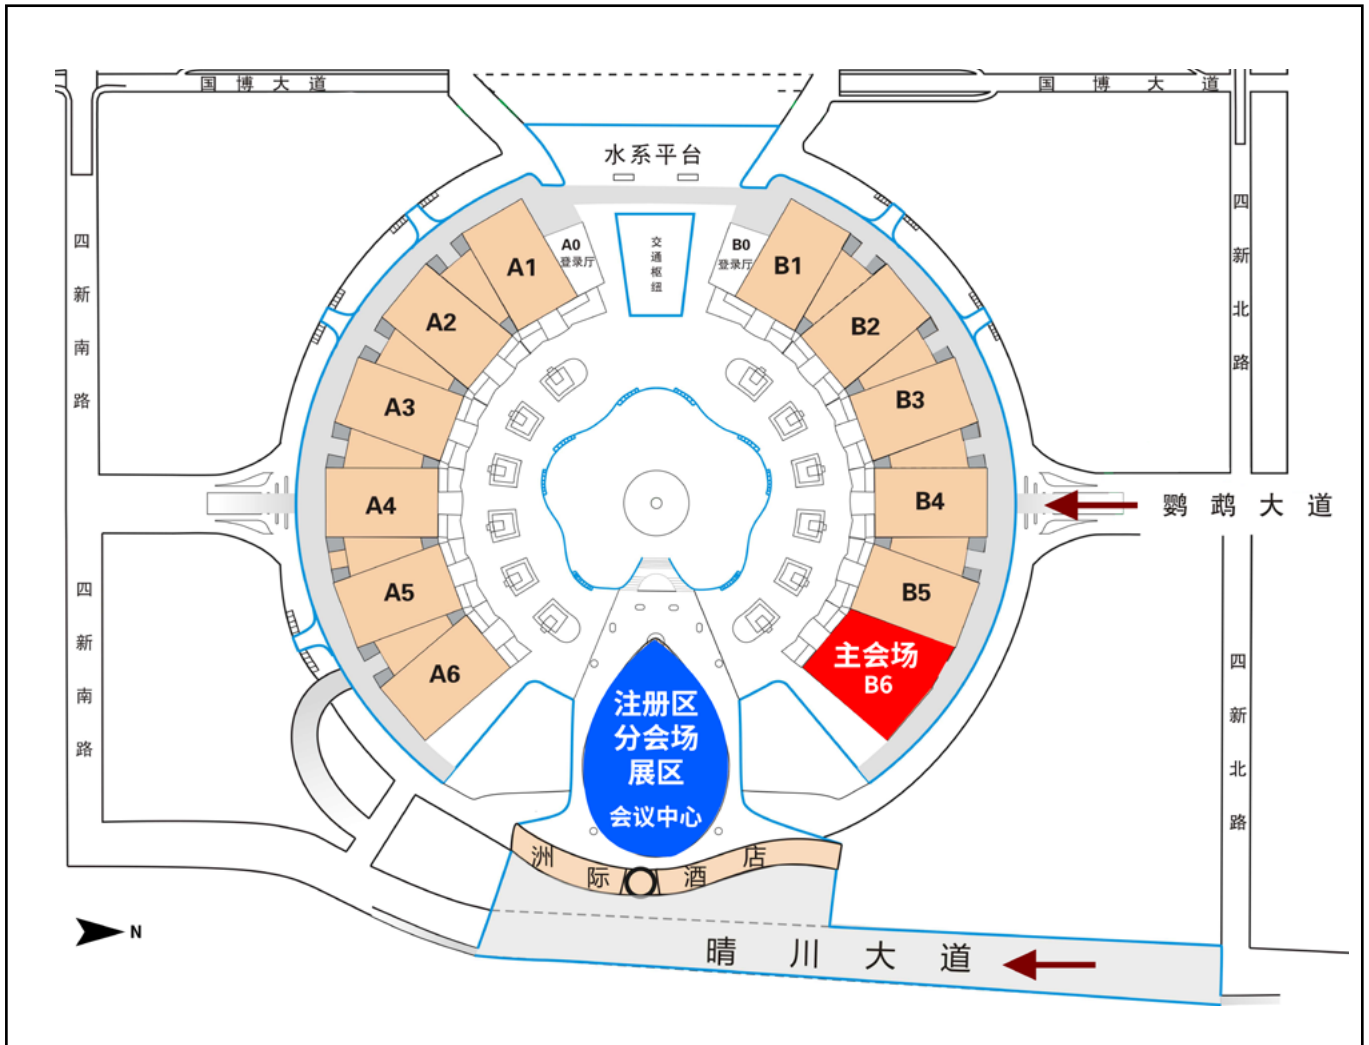 国博大道
国博大道
水系平台
四新南路
四新北路
交通枢纽
A0
登录厅
B0
登录厅
A1
B1
A2
B2
A3
B3
A4
B4
鹦鹉大道
A5
B5
四新南路
四新北路
主会场
B6
A6
注册区
分会场
展区
会议中心
洲际酒店
N
晴川大道